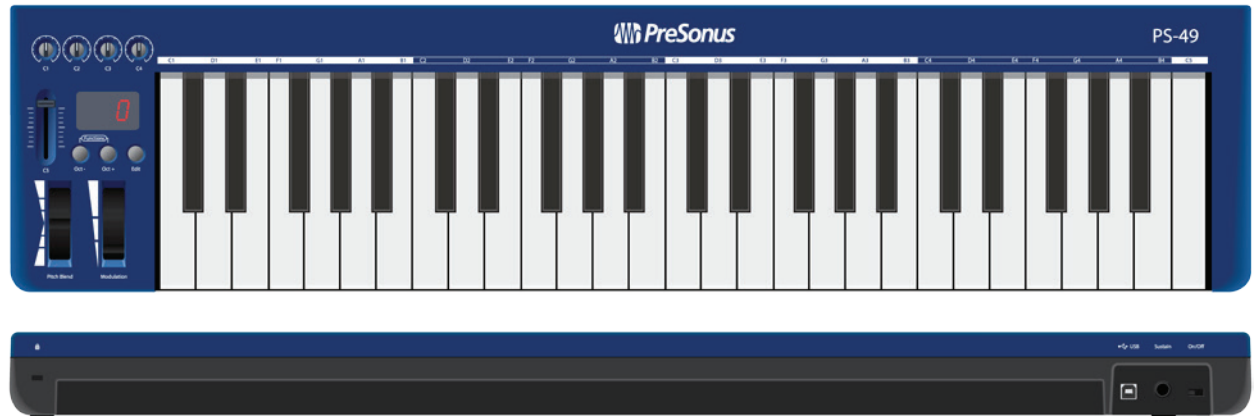 PreSonus
PS-49
C1 C2 C3 C4
C1 D1 E1 F1 G1 A1 B1 C2 D2 E2 F2 G2 A2 B2 C3 D3 E3 F3 G3 A3 B3 C4 D4 E4 F4 G4 A4 B4 C5
0
Functions
C5 Oct - Oct + Edit
Pitch Blend Modulation
USB Sustain On/Off